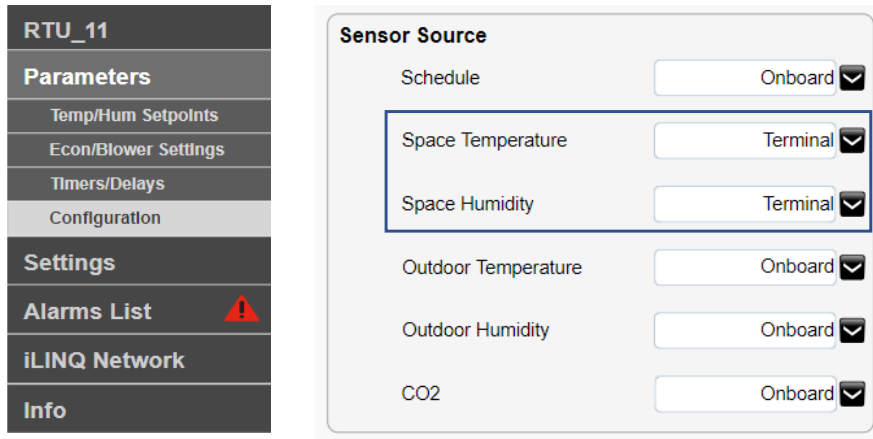 RTU_11
Parameters
Temp/Hum Setpoints
Econ/Blower Settings
Timers/Delays
Configuration
Settings
Alarms List
iLINQ Network
Info
Sensor Source
Schedule Onboard
Space Temperature Terminal
Space Humidity Terminal
Outdoor Temperature Onboard
Outdoor Humidity Onboard
CO2 Onboard